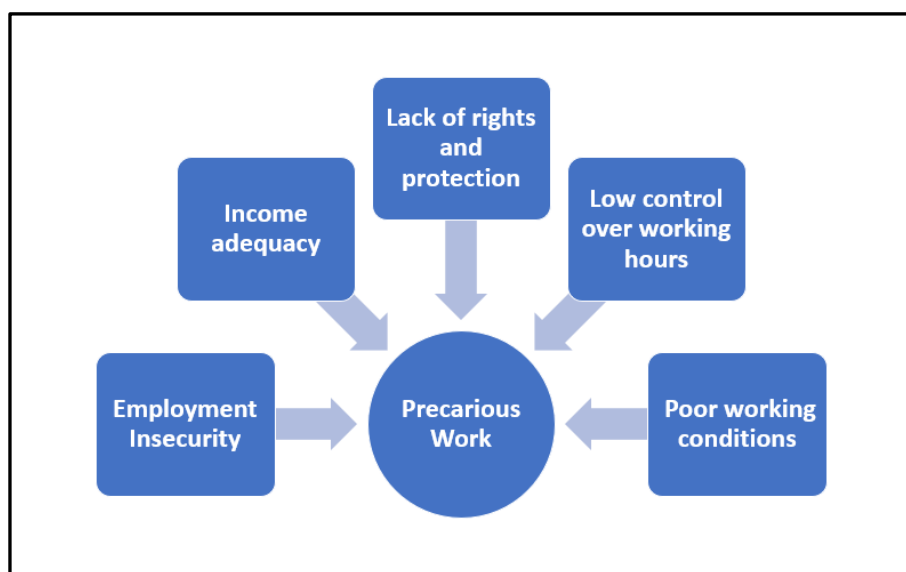 Lack of rights
and
protection
Income
adequacy
Low control
over working
hours
Employment
Insecurity
Precarious
Work
Poor working
conditions